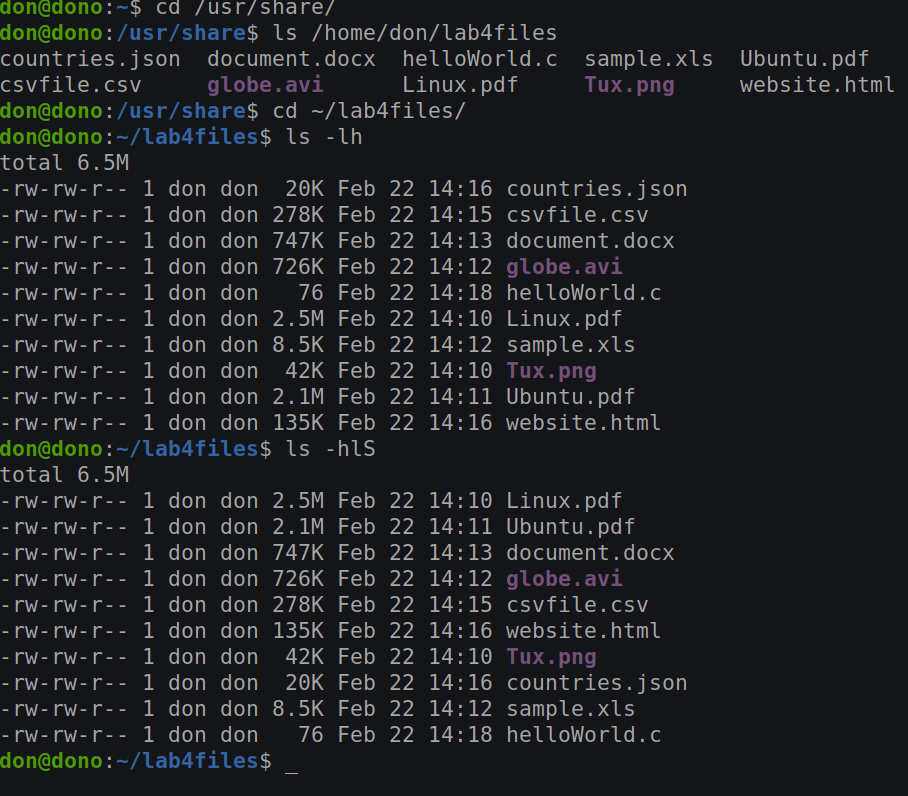 don@dono:~$ cd /usr/share/
don@dono:/usr/share$ ls /home/don/lab4files
countries.json  document.docx  helloWorld.c  sample.xls  Ubuntu.pdf
csvfile.csv     globe.avi      Linux.pdf     Tux.png     website.html
don@dono:/usr/share$ cd ~/lab4files/
don@dono:~/lab4files$ ls -lh
total 6.5M
-rw-rw-r-- 1 don don  20K Feb 22 14:16 countries.json
-rw-rw-r-- 1 don don 278K Feb 22 14:15 csvfile.csv
-rw-rw-r-- 1 don don 747K Feb 22 14:13 document.docx
-rw-rw-r-- 1 don don 726K Feb 22 14:12 globe.avi
-rw-rw-r-- 1 don don   76 Feb 22 14:18 helloWorld.c
-rw-rw-r-- 1 don don 2.5M Feb 22 14:10 Linux.pdf
-rw-rw-r-- 1 don don 8.5K Feb 22 14:12 sample.xls
-rw-rw-r-- 1 don don  42K Feb 22 14:10 Tux.png
-rw-rw-r-- 1 don don 2.1M Feb 22 14:11 Ubuntu.pdf
-rw-rw-r-- 1 don don 135K Feb 22 14:16 website.html
don@dono:~/lab4files$ ls -hlS
total 6.5M
-rw-rw-r-- 1 don don 2.5M Feb 22 14:10 Linux.pdf
-rw-rw-r-- 1 don don 2.1M Feb 22 14:11 Ubuntu.pdf
-rw-rw-r-- 1 don don 747K Feb 22 14:13 document.docx
-rw-rw-r-- 1 don don 726K Feb 22 14:12 globe.avi
-rw-rw-r-- 1 don don 278K Feb 22 14:15 csvfile.csv
-rw-rw-r-- 1 don don 135K Feb 22 14:16 website.html
-rw-rw-r-- 1 don don  42K Feb 22 14:10 Tux.png
-rw-rw-r-- 1 don don  20K Feb 22 14:16 countries.json
-rw-rw-r-- 1 don don 8.5K Feb 22 14:12 sample.xls
-rw-rw-r-- 1 don don   76 Feb 22 14:18 helloWorld.c
don@dono:~/lab4files$ _